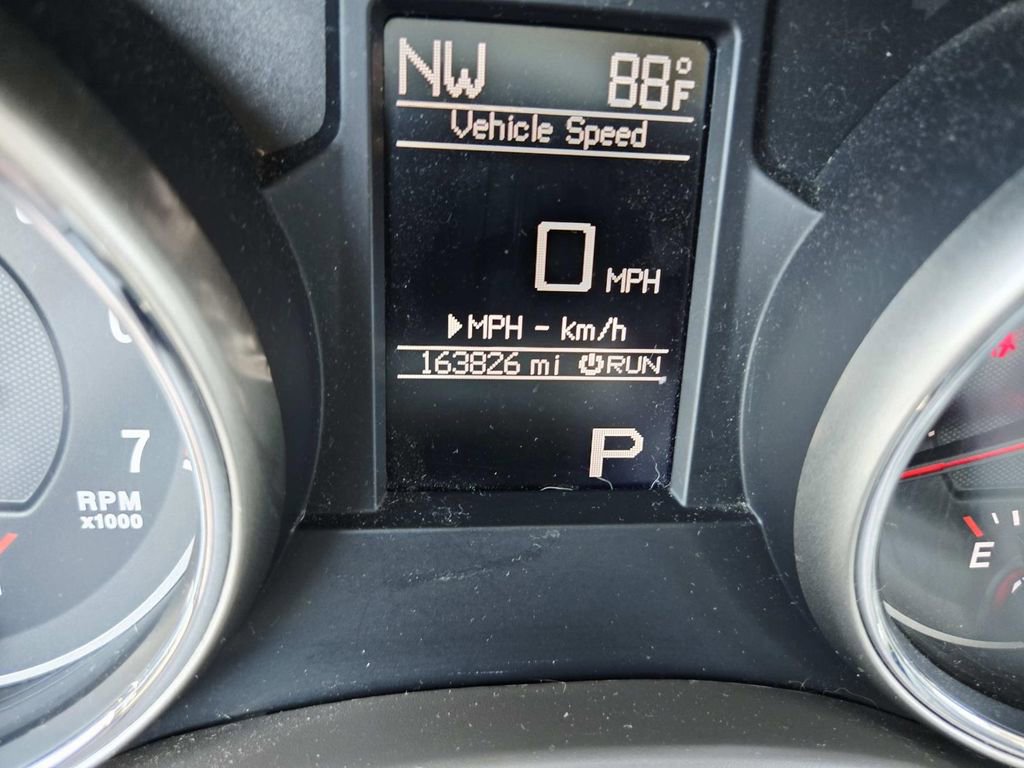 NW 88°F
Vehicle Speed
0 MPH
▶MPH - km/h
163826 mi RUN
P
7
RPM
x1000
E